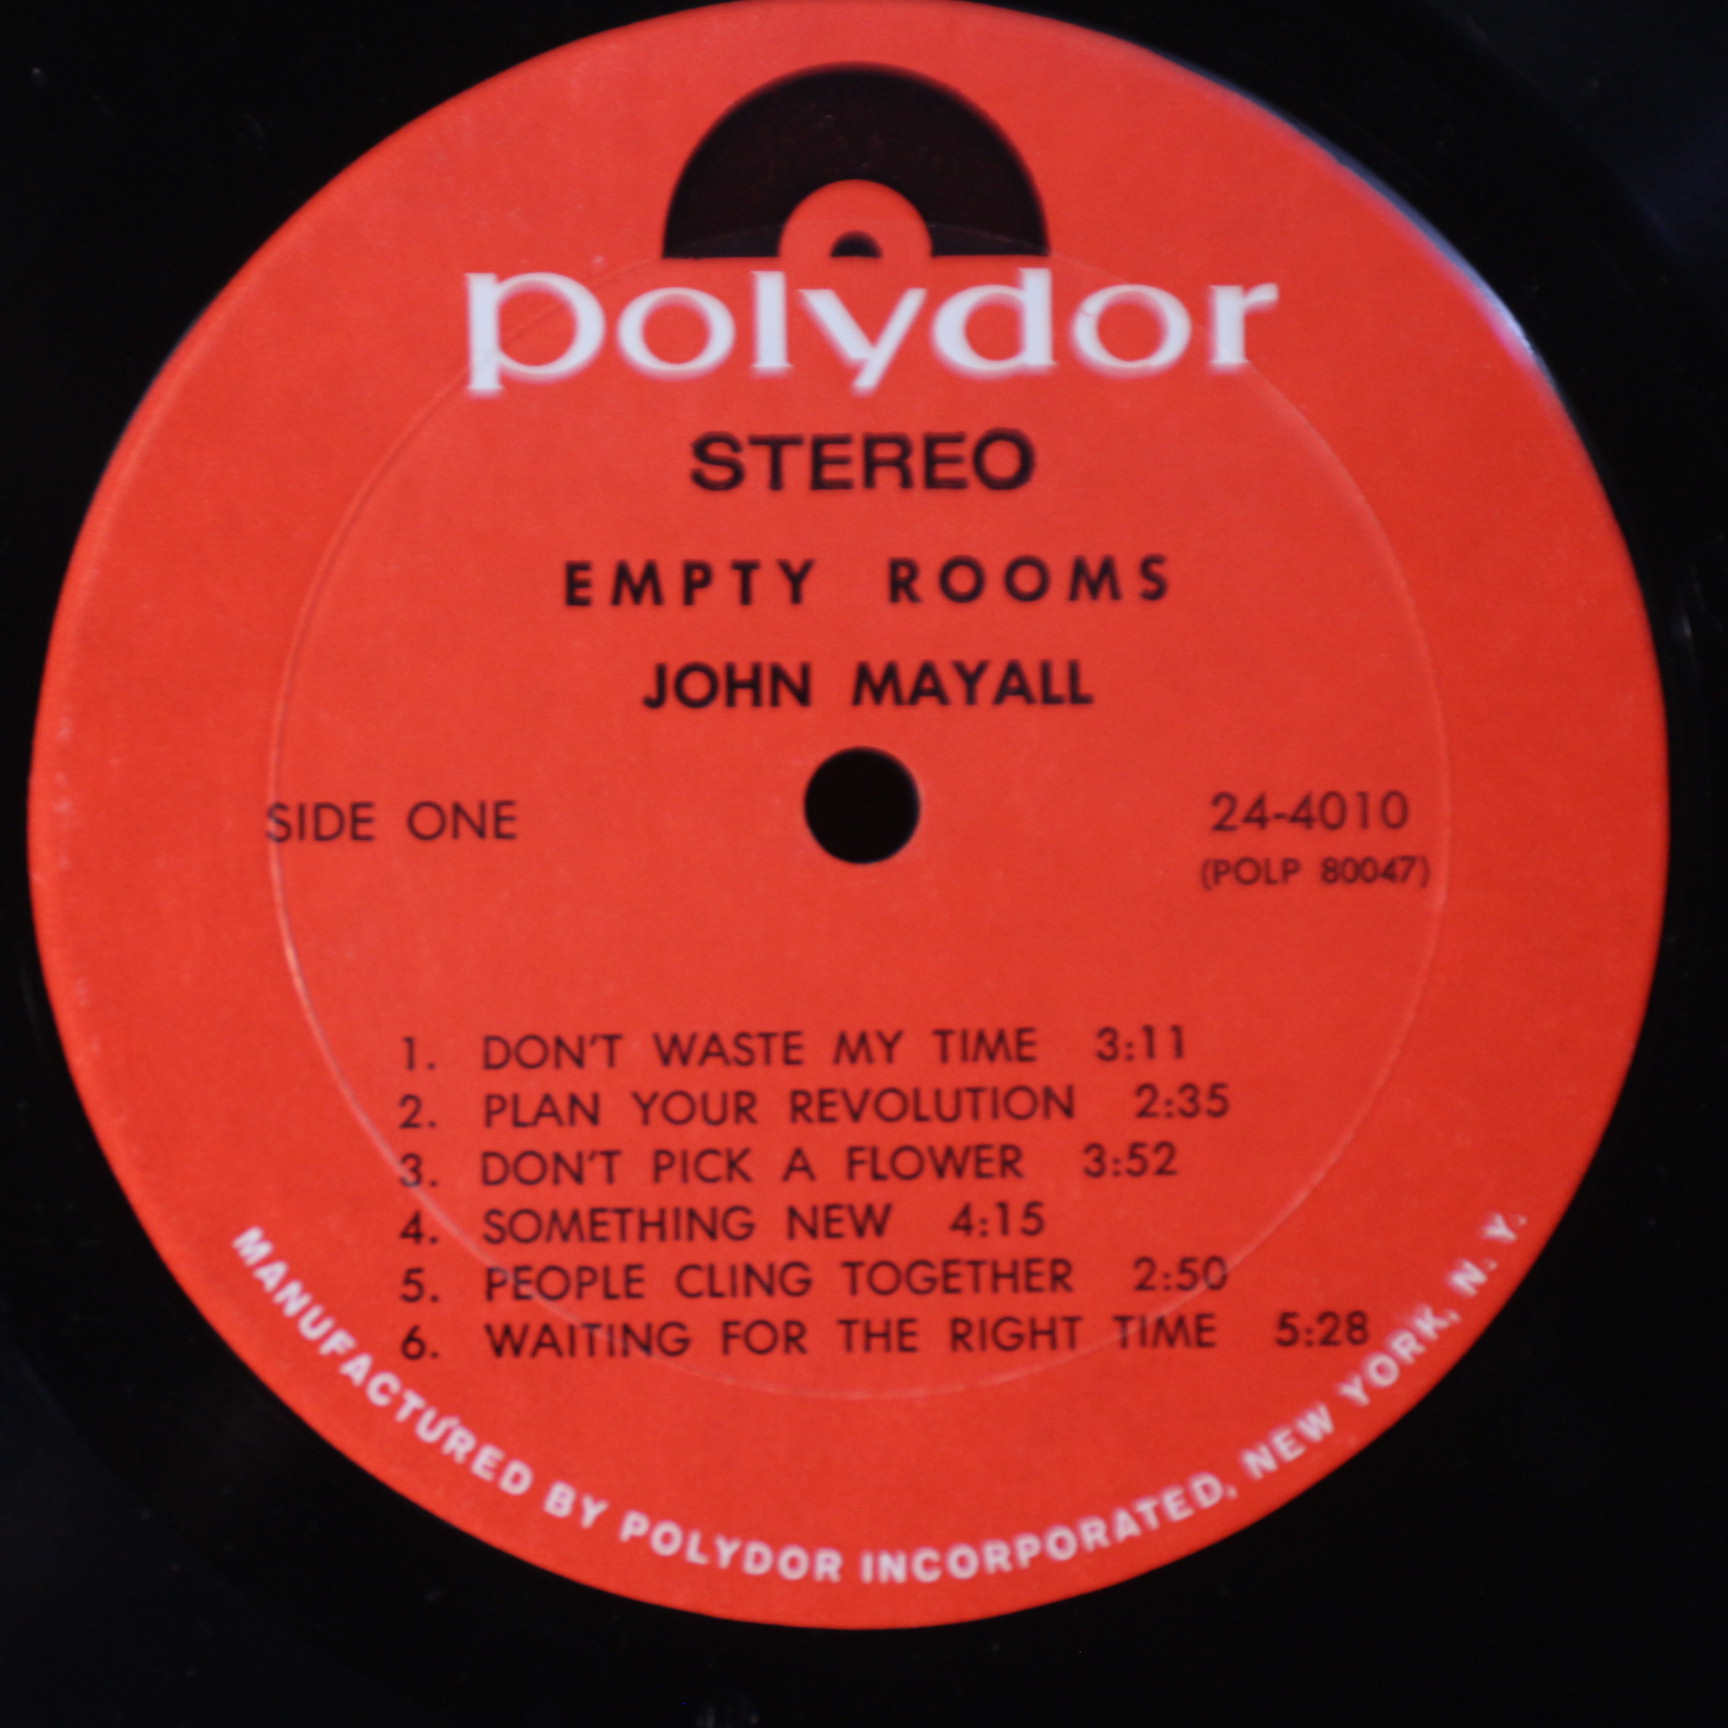 polydor
STEREO
EMPTY ROOMS
JOHN MAYALL
SIDE ONE
24-4010
(POLP 80047)
1. DON'T WASTE MY TIME 3:11
2. PLAN YOUR REVOLUTION 2:35
3. DON'T PICK A FLOWER 3:52
4. SOMETHING NEW 4:15
5. PEOPLE CLING TOGETHER 2:50
6. WAITING FOR THE RIGHT TIME 5:28
MANUFACTURED BY POLYDOR INCORPORATED, NEW YORK, N. Y.